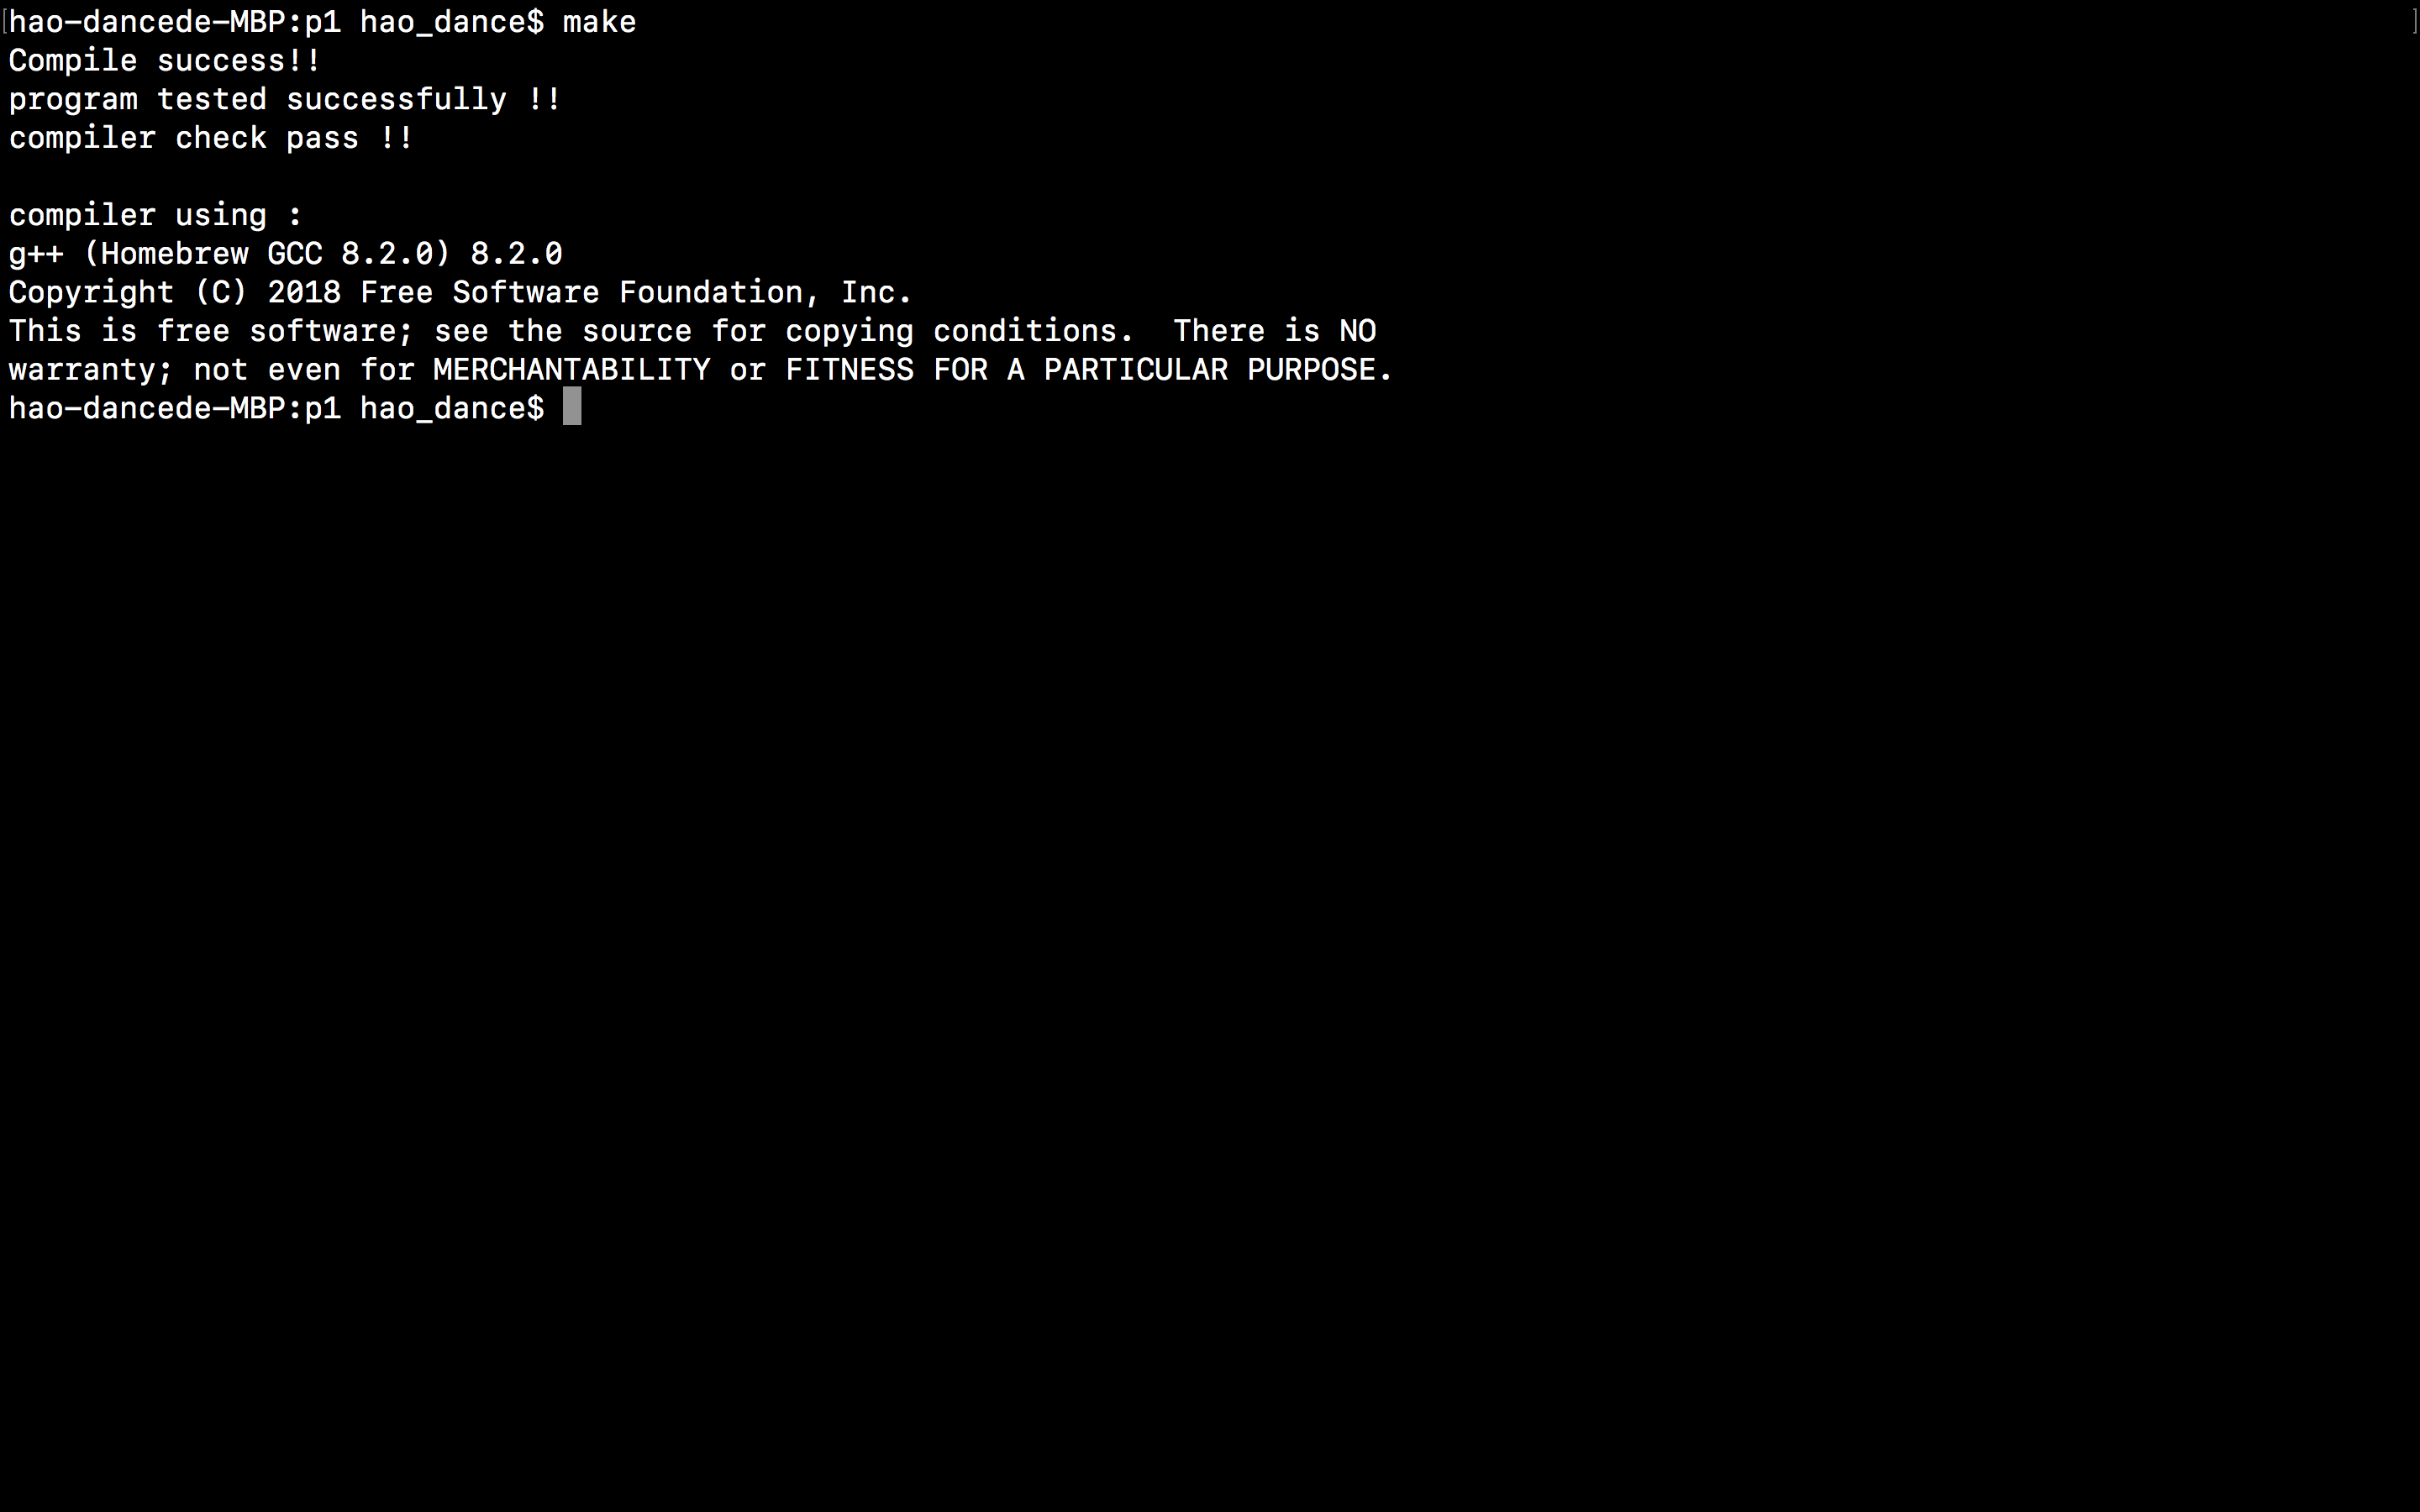 [hao-dancede-MBP:p1 hao_dance$ make ]
Compile success!!
program tested successfully !!
compiler check pass !!

compiler using :
g++ (Homebrew GCC 8.2.0) 8.2.0
Copyright (C) 2018 Free Software Foundation, Inc.
This is free software; see the source for copying conditions.  There is NO
warranty; not even for MERCHANTABILITY or FITNESS FOR A PARTICULAR PURPOSE.
hao-dancede-MBP:p1 hao_dance$